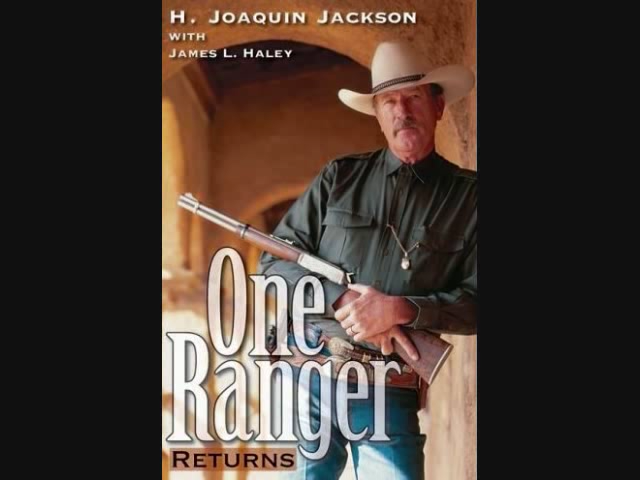 H. JOAQUIN JACKSON
WITH
JAMES L. HALEY
One
Ranger
RETURNS